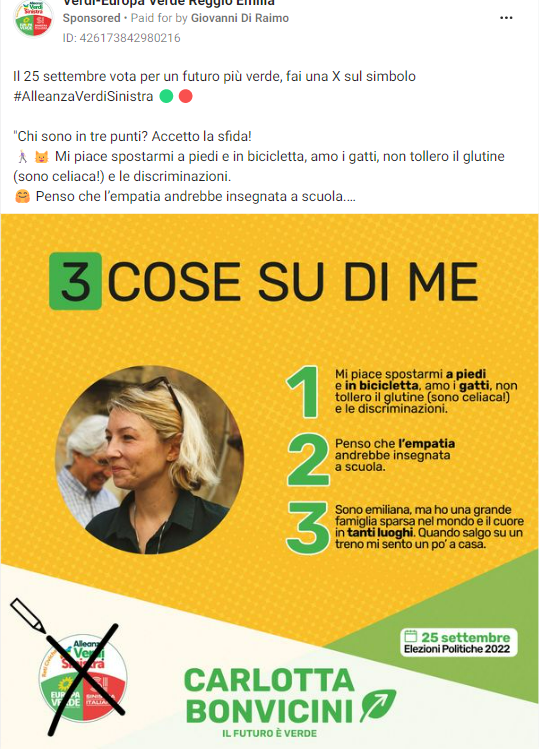 Verdi-Europa Verde Reggio Emilia
Sponsored • Paid for by Giovanni Di Raimo
ID: 426173842980216
Il 25 settembre vota per un futuro più verde, fai una X sul simbolo
#AlleanzaVerdiSinistra 🟢 🔴
"Chi sono in tre punti? Accetto la sfida!
🚶🏻‍♀️ 😺 Mi piace spostarmi a piedi e in bicicletta, amo i gatti, non tollero il glutine
(sono celiaca!) e le discriminazioni.
🤗 Penso che l'empatia andrebbe insegnata a scuola....
3 COSE SU DI ME
1
Mi piace spostarmi a piedi
e in bicicletta, amo i gatti, non
tollero il glutine (sono celiaca!)
e le discriminazioni.
2
Penso che l'empatia
andrebbe insegnata
a scuola.
3
Sono emiliana, ma ho una grande
famiglia sparsa nel mondo e il cuore
in tanti luoghi. Quando salgo su un
treno mi sento un po' a casa.
25 settembre
Elezioni Politiche 2022
Alleanza
Verdi
Sinistra
EUROPA
VERDE
SI
SINISTRA
ITALIANA
CARLOTTA
BONVICINI
IL FUTURO È VERDE